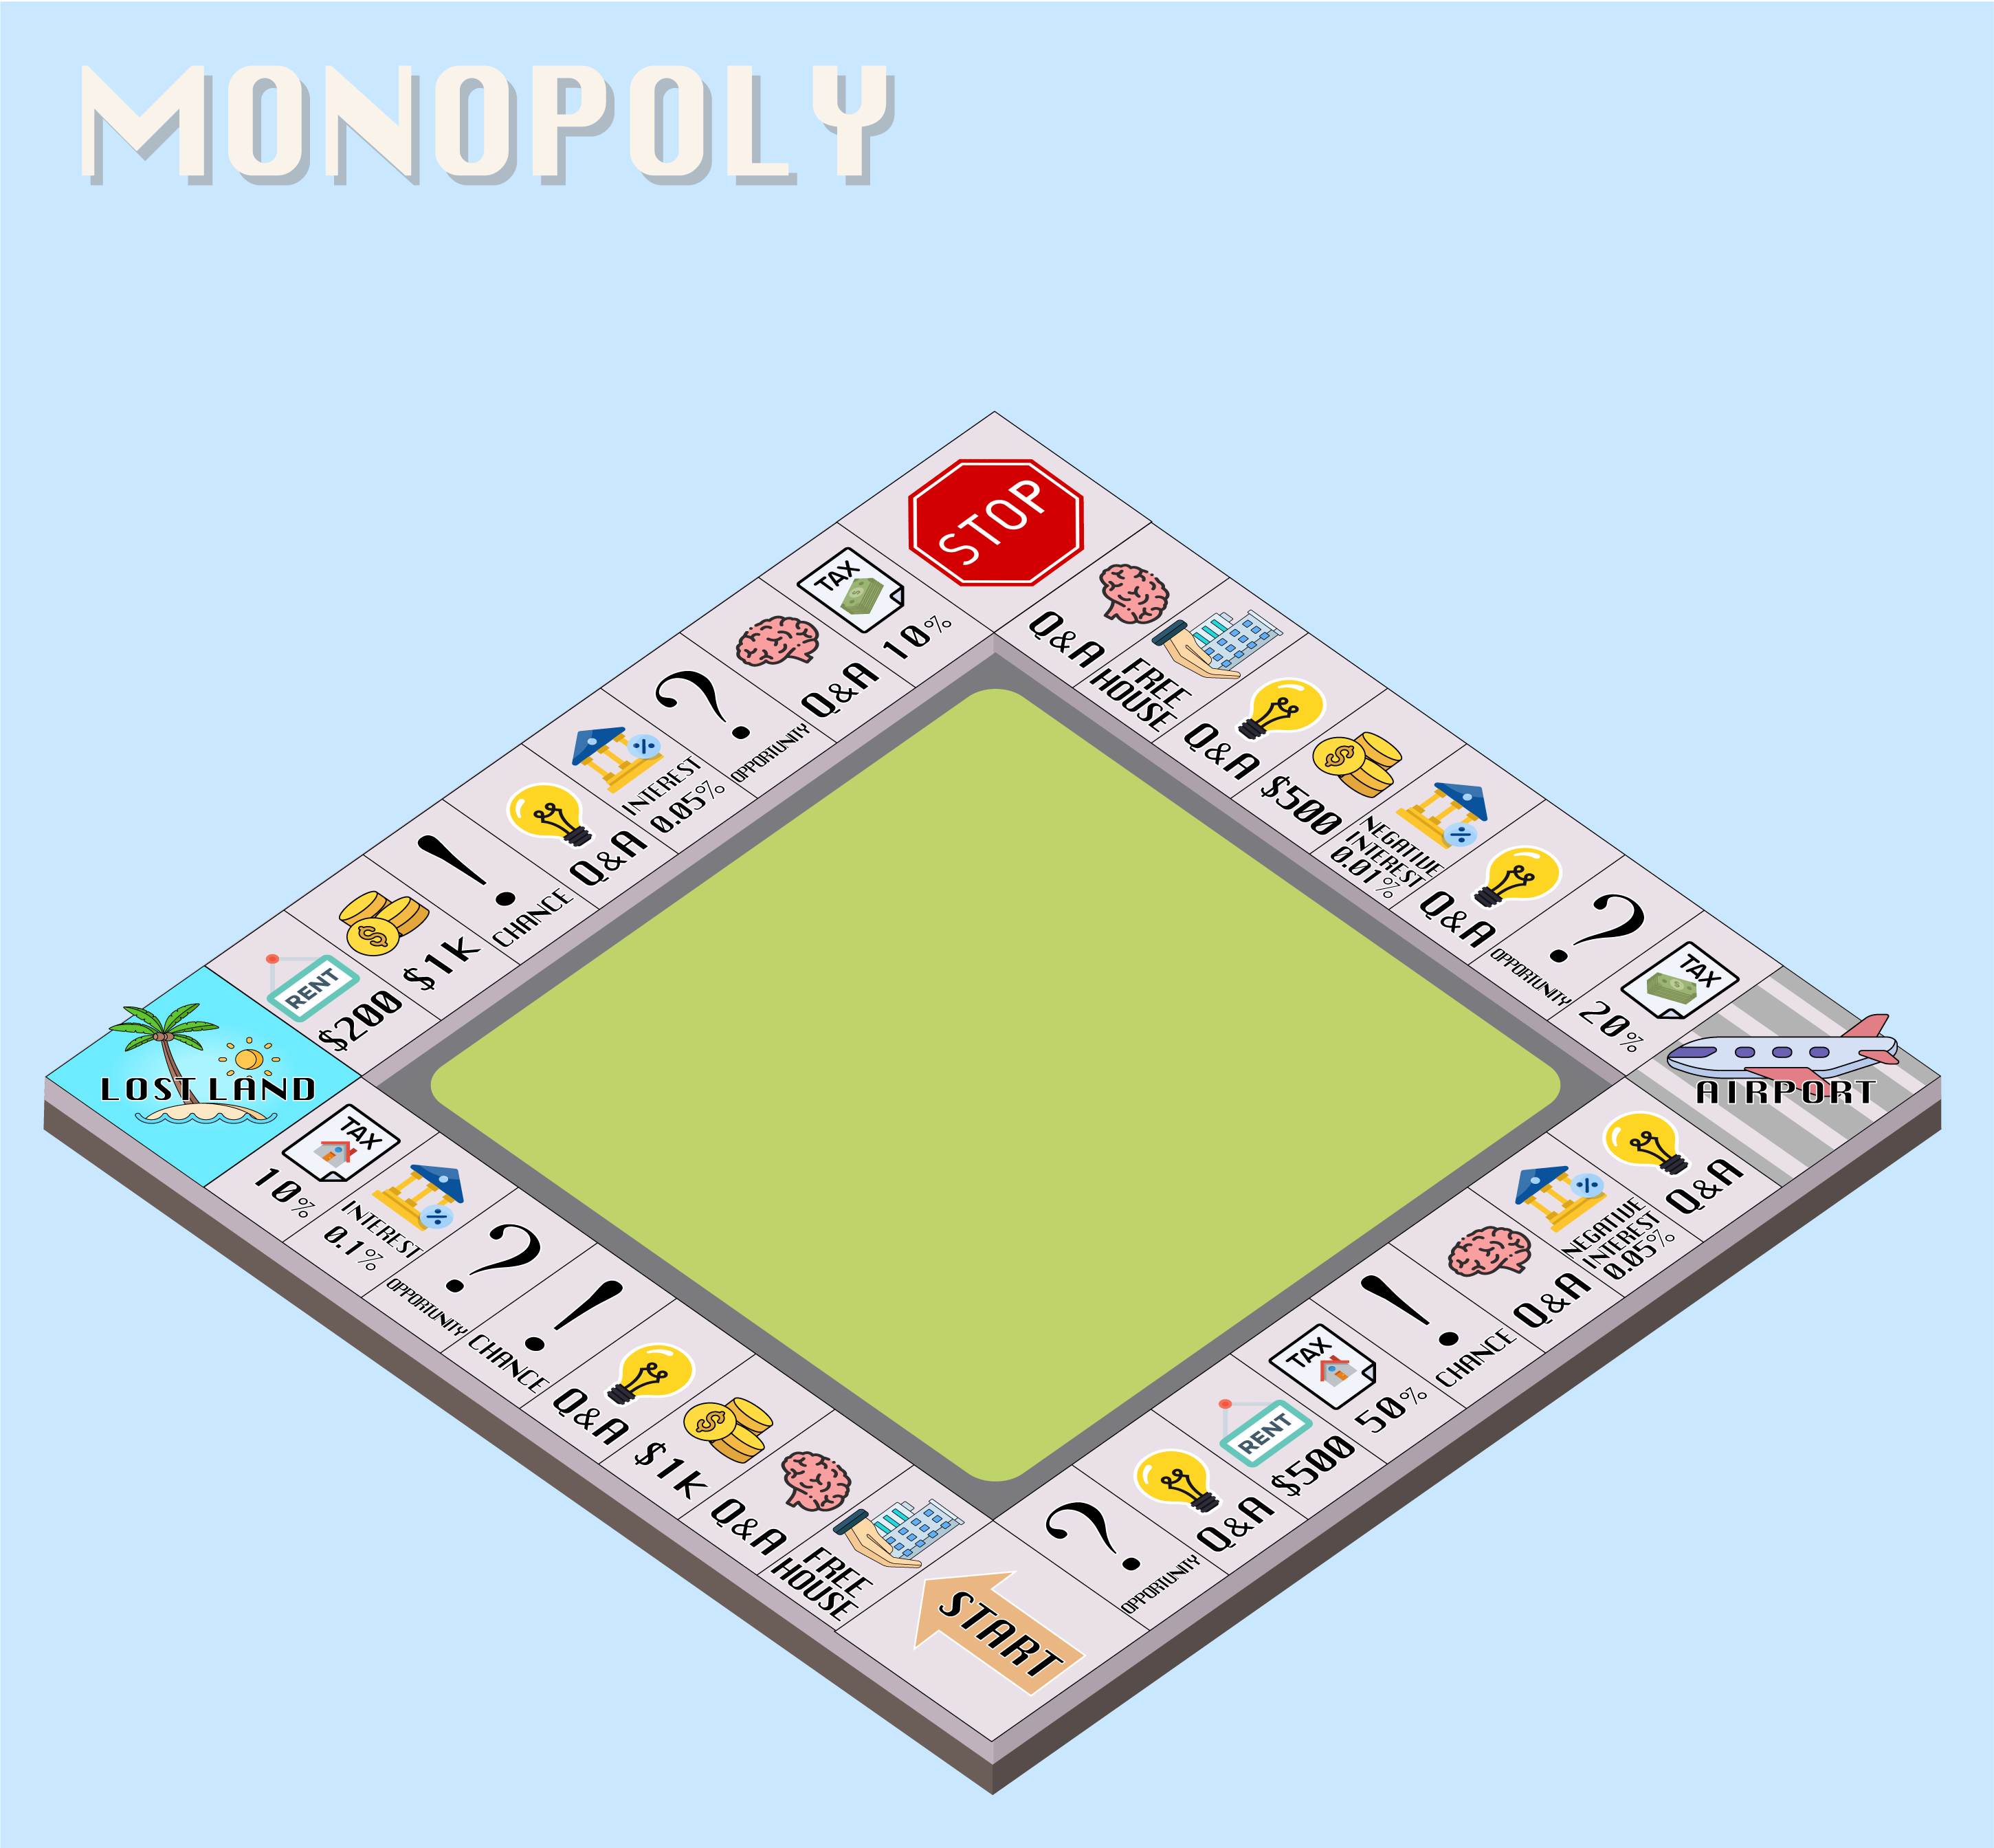 MONOPOLY
STOP
TAX
10%
Q&A
OPPORTUNITY
INTEREST
0.05%
Q&A
CHANCE
$1K
RENT
$200
LOST LAND
Q&A
FREE
HOUSE
Q&A
$500
NEGATIVE
INTEREST
0.01%
Q&A
OPPORTUNITY
TAX
20%
AIRPORT
TAX
10%
INTEREST
0.1%
OPPORTUNITY
CHANCE
Q&A
$1K
Q&A
FREE
HOUSE
START
Q&A
NEGATIVE
INTEREST
0.05%
Q&A
CHANCE
TAX
50%
RENT
$500
Q&A
OPPORTUNITY
?
!
?
?
!
!
?